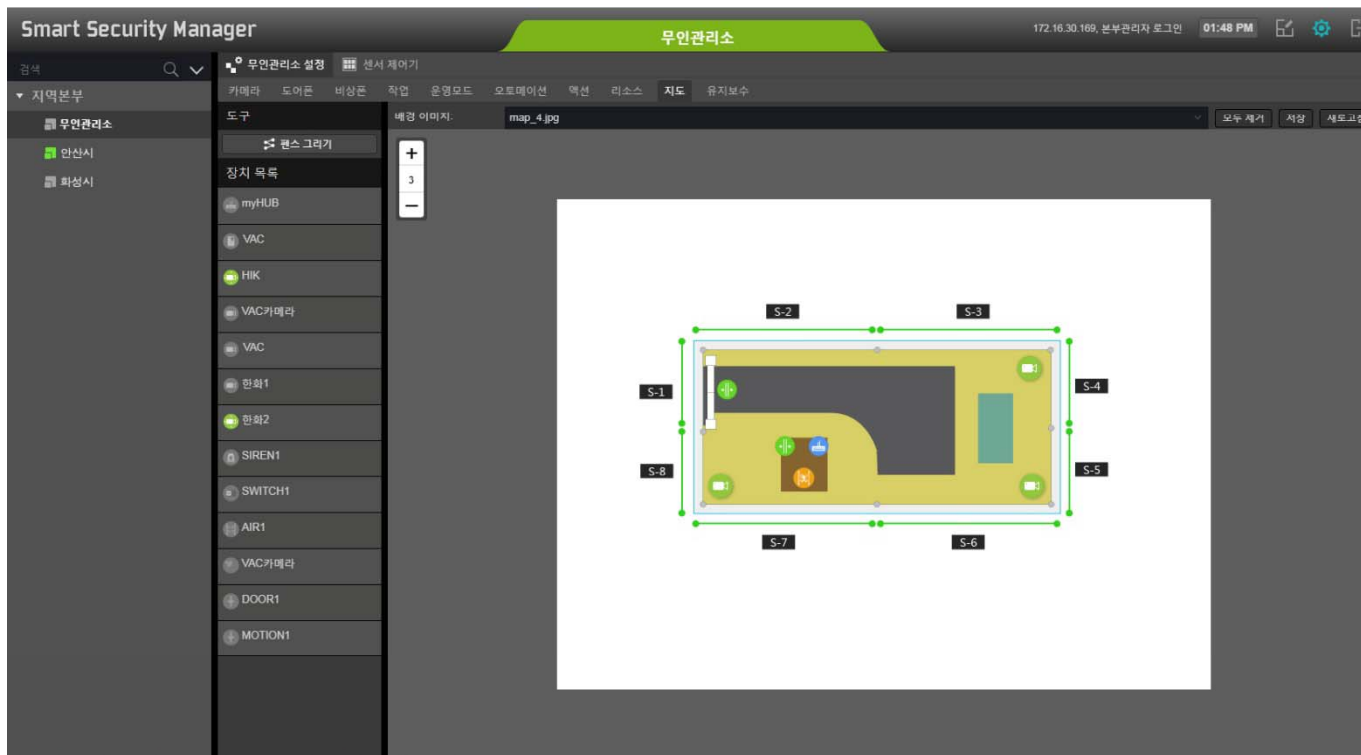 Smart Security Manager
무인관리소
172.16.30.169, 본부관리자 로그인
01:48 PM
검색
지역본부
무인관리소
안산시
화성시
무인관리소 설정 센서 제어기
카메라 도어폰 비상폰 작업 운영모드 오토메이션 액션 리소스 지도 유지보수
도구
배경 이미지: map_4.jpg 모두 제거 저장 새로고침
펜스 그리기
장치 목록
3
myHUB
VAC
HIK
VAC카메라
VAC
한화1
한화2
SIREN1
SWITCH1
AIR1
VAC카메라
DOOR1
MOTION1
S-2 S-3
S-1 S-4
S-8 S-5
S-7 S-6